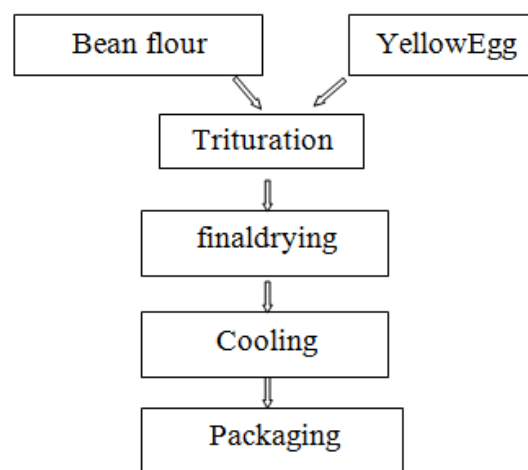 Bean flour
YellowEgg
Trituration
finaldrying
Cooling
Packaging